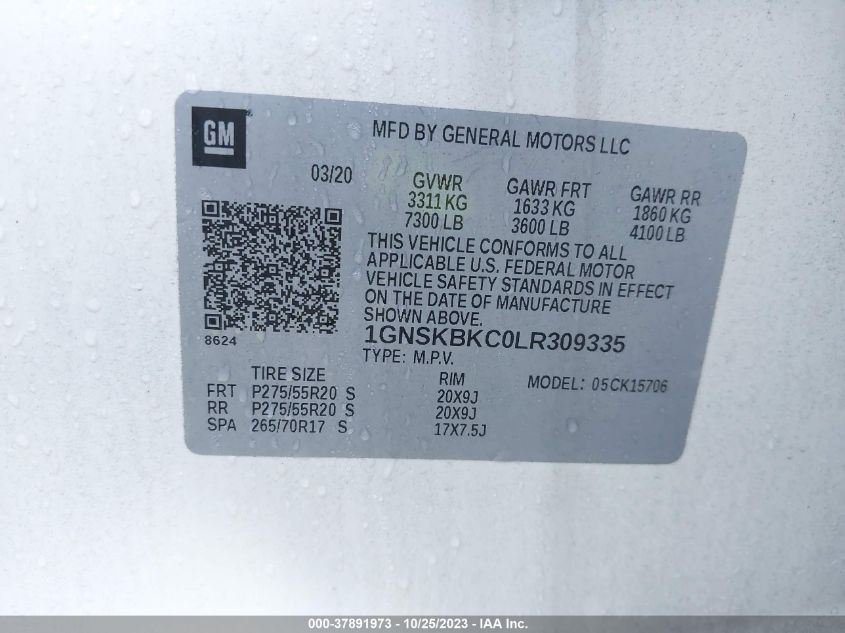 GM
MFD BY GENERAL MOTORS LLC
03/20
GVWR GAWR FRT GAWR RR
3311 KG 1633 KG 1860 KG
7300 LB 3600 LB 4100 LB
THIS VEHICLE CONFORMS TO ALL
APPLICABLE U.S. FEDERAL MOTOR
VEHICLE SAFETY STANDARDS IN EFFECT
ON THE DATE OF MANUFACTURE
SHOWN ABOVE.
8624
1GNSKBKC0LR309335
TYPE: M.P.V.
TIRE SIZE RIM MODEL: 05CK15706
FRT P275/55R20 S 20X9J
RR P275/55R20 S 20X9J
SPA 265/70R17 S 17X7.5J
000-37891973 - 10/25/2023 - IAA Inc.